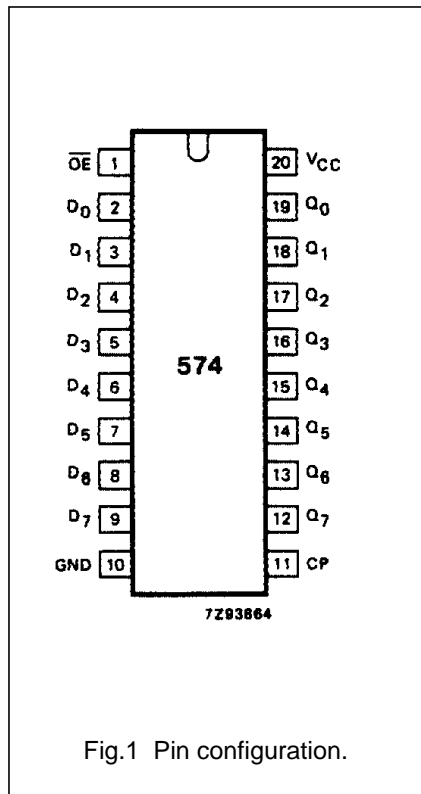 OE 1 20 VCC
D0 2 19 Q0
D1 3 18 Q1
D2 4 17 Q2
D3 5 16 Q3
574
D4 6 15 Q4
D5 7 14 Q5
D6 8 13 Q6
D7 9 12 Q7
GND 10 11 CP
7Z93864
Fig.1 Pin configuration.